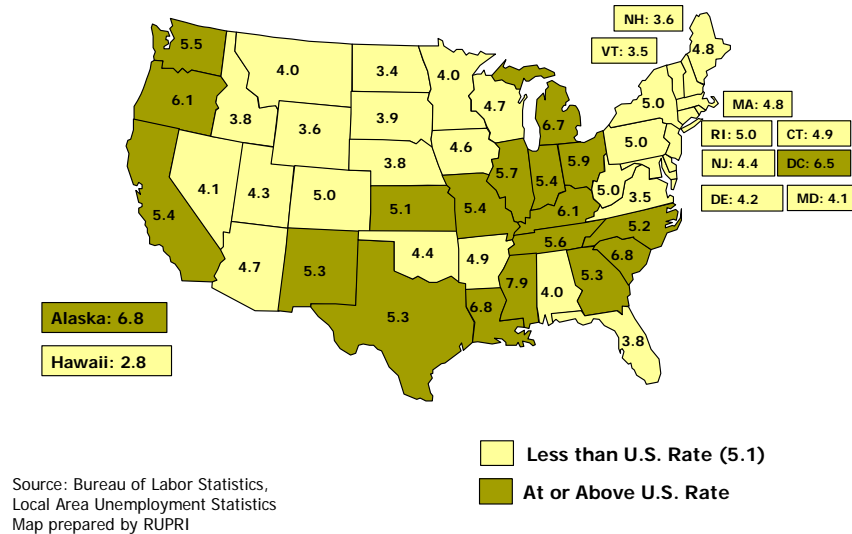 NH: 3.6
VT: 3.5
4.8
5.5
4.0
3.4
4.0
4.7
5.0
MA: 4.8
6.1
3.8
3.6
3.9
6.7
RI: 5.0
CT: 4.9
4.6
5.0
NJ: 4.4
DC: 6.5
3.8
5.7
5.4
5.9
4.1
4.3
5.0
5.0
3.5
DE: 4.2
MD: 4.1
5.4
5.1
5.4
6.1
5.2
4.7
5.3
4.4
4.9
5.6
6.8
7.9
4.0
5.3
5.3
6.8
3.8
Alaska: 6.8
Hawaii: 2.8
Less than U.S. Rate (5.1)
At or Above U.S. Rate
Source: Bureau of Labor Statistics,
Local Area Unemployment Statistics
Map prepared by RUPRI